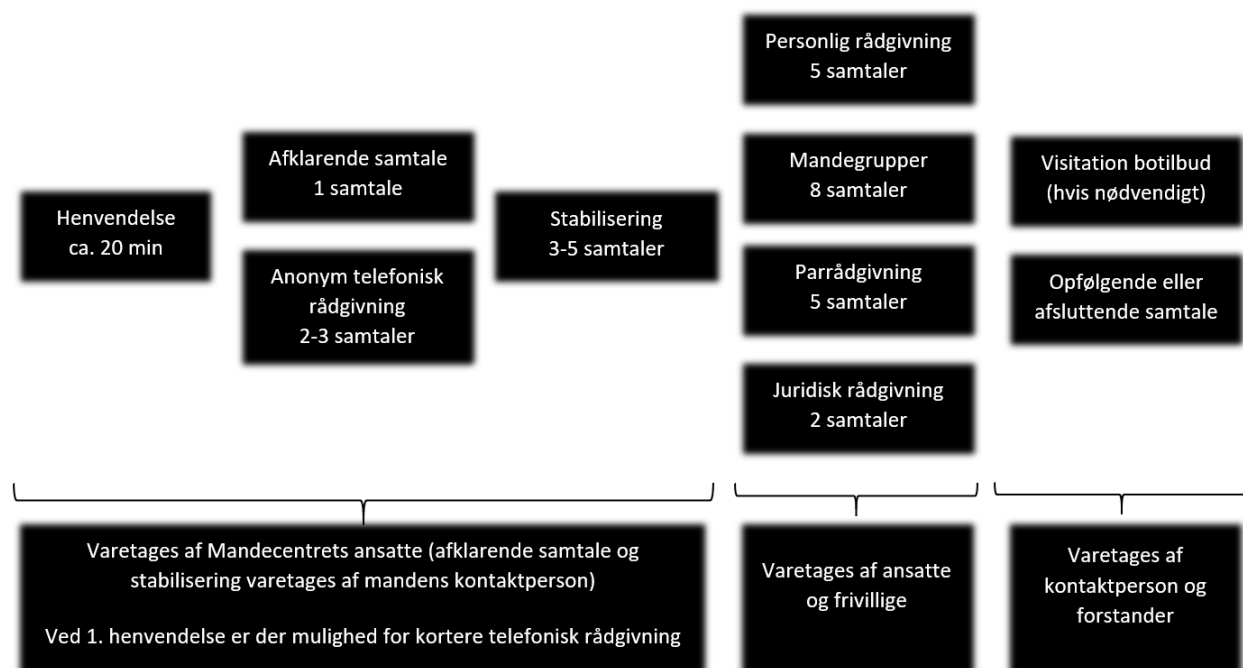 Henvendelse
ca. 20 min
Afklarende samtale
1 samtale
Anonym telefonisk
rådgivning
2-3 samtaler
Stabilisering
3-5 samtaler
Personlig rådgivning
5 samtaler
Mandegrupper
8 samtaler
Parrådgivning
5 samtaler
Juridisk rådgivning
2 samtaler
Visitation botilbud
(hvis nødvendigt)
Opfølgende eller
afsluttende samtale
Varetages af Mandecentrets ansatte (afklarende samtale og
stabilisering varetages af mandens kontaktperson)
Ved 1. henvendelse er der mulighed for kortere telefonisk rådgivning
Varetages af ansatte
og frivillige
Varetages af
kontaktperson og
forstander